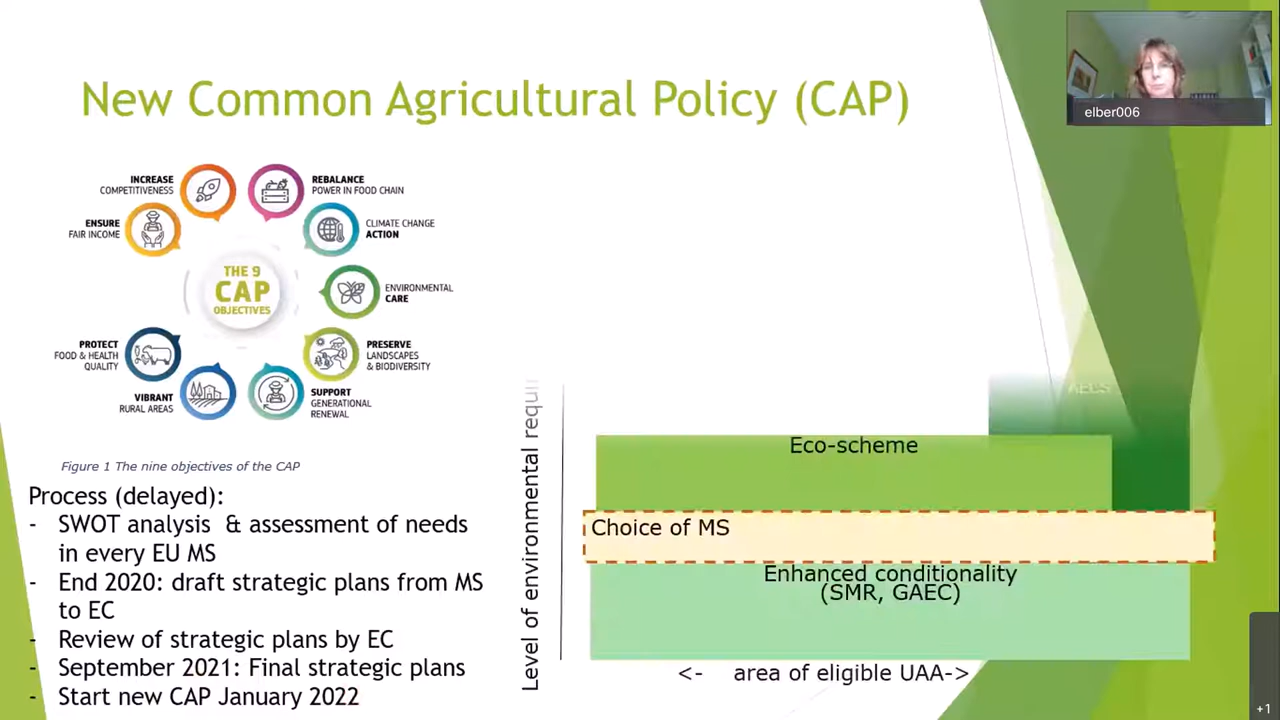 New Common Agricultural Policy (CAP)
elber006
INCREASE
COMPETITIVENESS
REBALANCE
POWER IN FOOD CHAIN
ENSURE
FAIR INCOME
CLIMATE CHANGE
ACTION
THE 9
CAP
OBJECTIVES
ENVIRONMENTAL
CARE
PROTECT
FOOD & HEALTH
QUALITY
PRESERVE
LANDSCAPES
& BIODIVERSITY
VIBRANT
RURAL AREAS
SUPPORT
GENERATIONAL
RENEWAL
Figure 1 The nine objectives of the CAP
Process (delayed):
- SWOT analysis & assessment of needs
in every EU MS
- End 2020: draft strategic plans from MS
to EC
- Review of strategic plans by EC
- September 2021: Final strategic plans
- Start new CAP January 2022
Level of environmental requi
AECS
Eco-scheme
Choice of MS
Enhanced conditionality
(SMR, GAEC)
<- area of eligible UAA->
+1